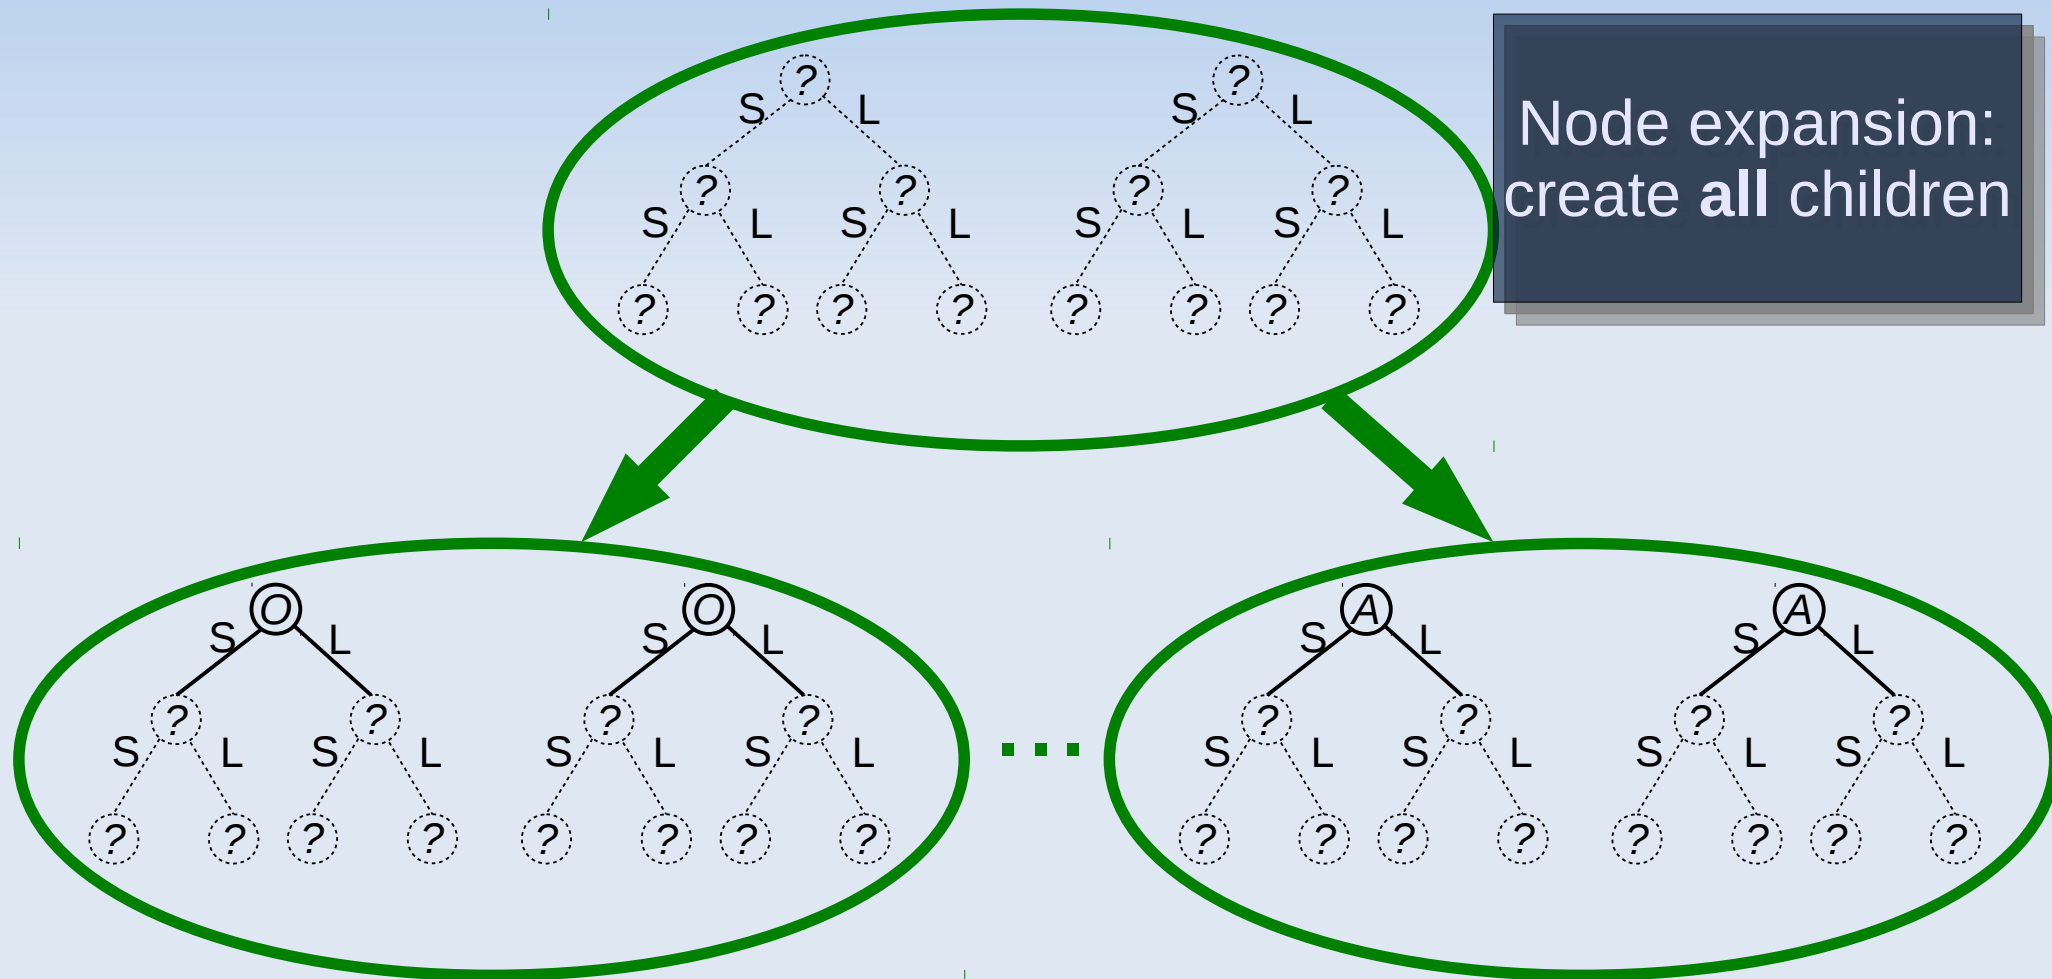 ? ?
S L S L
Node expansion:
create **all** children
? ? ? ?
S L S L S L S L
? ? ? ? ? ? ? ?
O O A A
S L S L S L S L
? ? ? ? ? ? ? ?
S L S L S L S L ... S L S L S L S L
? ? ? ? ? ? ? ? ? ? ? ? ? ? ? ?